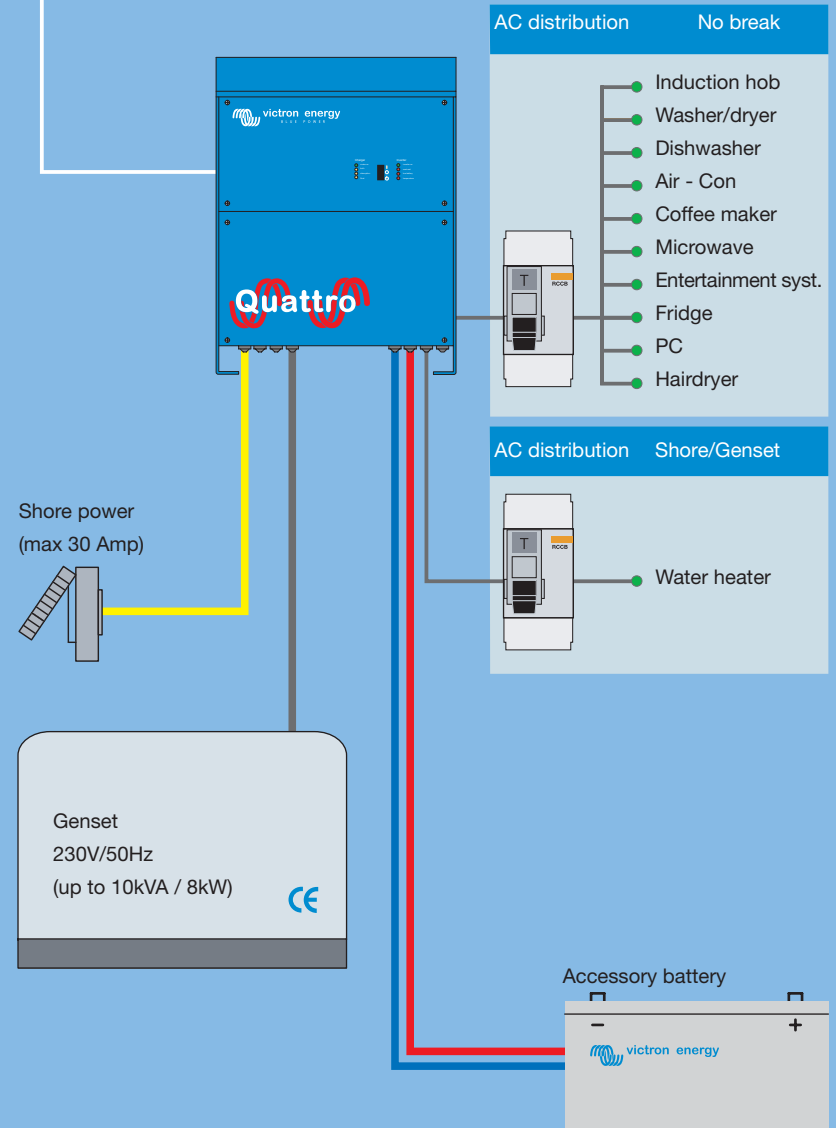 AC distribution No break
Induction hob
Washer/dryer
Dishwasher
Air - Con
Coffee maker
Microwave
Entertainment syst.
Fridge
PC
Hairdryer
T
RCCB
victron energy
BLUE POWER
Quattro
AC distribution Shore/Genset
T
RCCB
Water heater
Shore power
(max 30 Amp)
Genset
230V/50Hz
(up to 10kVA / 8kW)
CE
Accessory battery
− +
victron energy